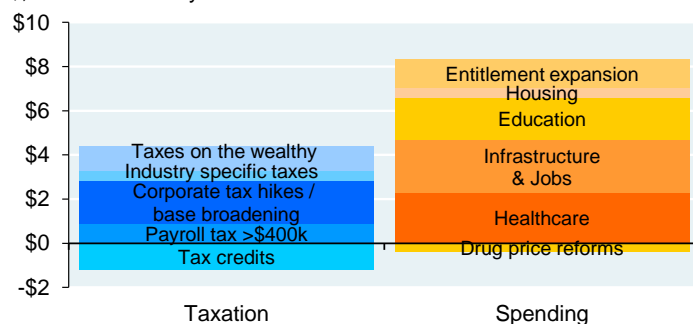 $10
$8
$6
$4
$2
$0
-$2
Taxes on the wealthy
Industry specific taxes
Corporate tax hikes /
base broadening
Payroll tax >$400k
Tax credits
Entitlement expansion
Housing
Education
Infrastructure
& Jobs
Healthcare
Drug price reforms
Taxation
Spending